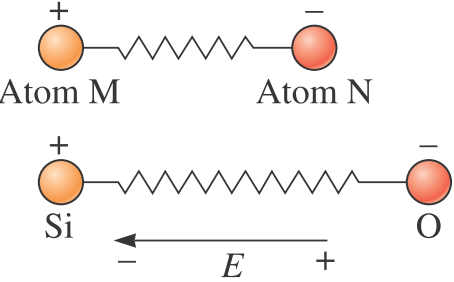 + −
Atom M Atom N
+ −
Si O
− E +